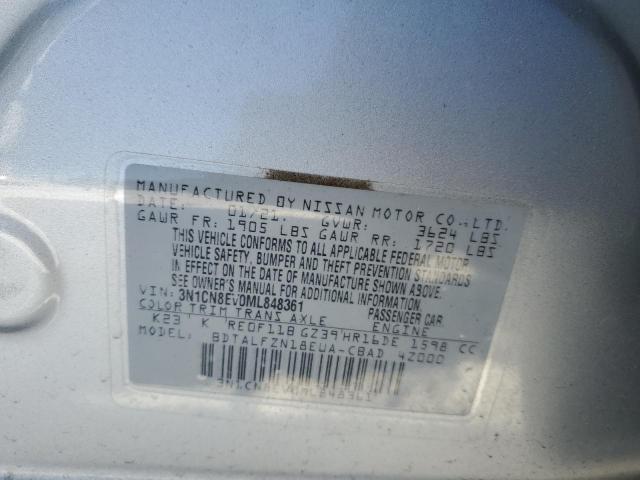 MANUFACTURED BY NISSAN MOTOR CO., LTD.
DATE: 01/21. GVWR: 3624 LBS
GAWR FR: 1905 LBS GAWR RR: 1720 LBS
THIS VEHICLE CONFORMS TO ALL APPLICABLE FEDERAL MOTOR
VEHICLE SAFETY, BUMPER AND THEFT PREVENTION STANDARDS
IN EFFECT ON THE DATE OF MANUFACTURE SHOWN ABOVE.
SEE OWNER'S MANUAL FOR ADDITIONAL INFORMATION.
VIN: 3N1CN8EV0ML848361 PASSENGER CAR
COLOR TRIM TRANS AXLE ENGINE
K23 K RE0F11B GZ39 HR16DE 1598 CC
BDTALFZN18EUA-CBAD 4Z000
3N1CN8EV0ML848361